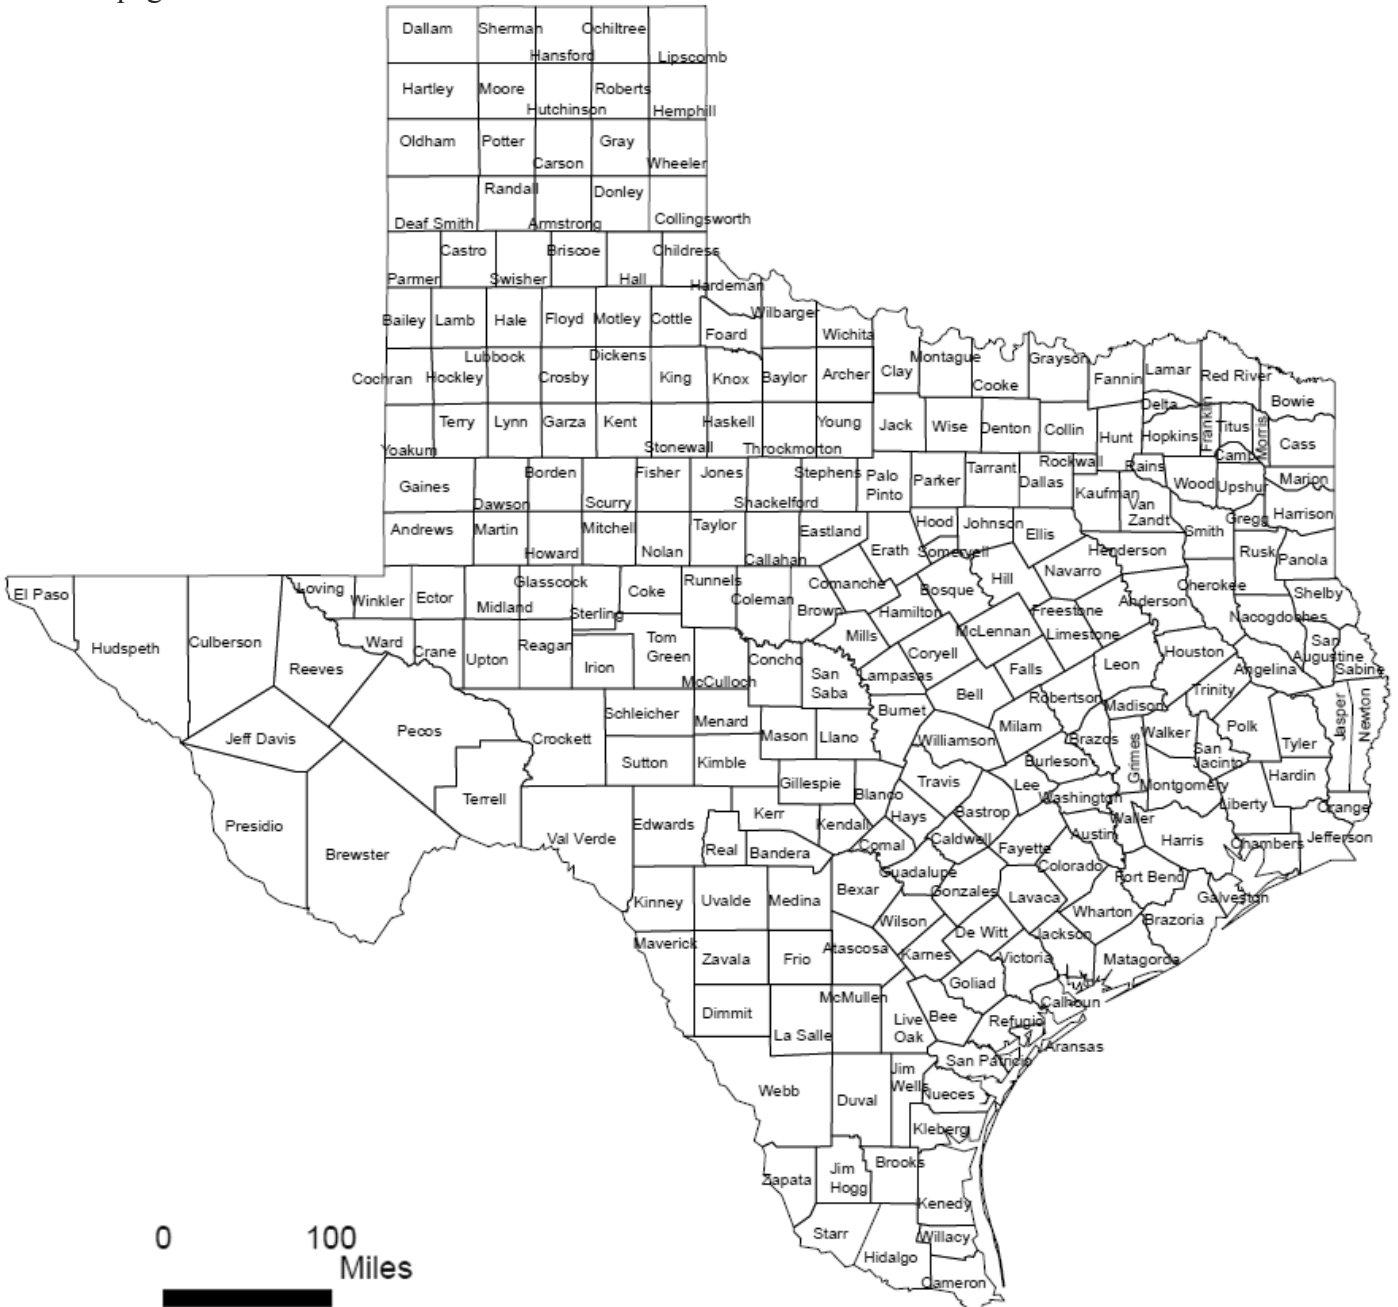 pag
Dallam
Sherman
Ochiltree
Hansford
Lipscomb
Hartley
Moore
Roberts
Hutchinson
Hemphill
Oldham
Potter
Gray
Carson
Wheeler
Randall
Donley
Deaf Smith
Armstrong
Collingsworth
Castro
Briscoe
Childress
Parmer
Swisher
Hall
Hardeman
Bailey
Lamb
Hale
Floyd
Motley
Cottle
Foard
Wilbarger
Wichita
Lubbock
Dickens
Cochran
Hockley
Crosby
King
Knox
Baylor
Archer
Clay
Montague
Cooke
Grayson
Fannin
Lamar
Red River
Bowie
Delta
Yoakum
Terry
Lynn
Garza
Kent
Stonewall
Haskell
Throckmorton
Young
Jack
Wise
Denton
Collin
Hunt
Hopkins
Franklin
Titus
Morris
Camp
Cass
Gaines
Dawson
Borden
Scurry
Fisher
Jones
Shackelford
Stephens
Palo
Pinto
Parker
Tarrant
Dallas
Rockwall
Kaufman
Rains
Van
Zandt
Wood
Upshur
Marion
Harrison
Gregg
Andrews
Martin
Howard
Mitchell
Nolan
Taylor
Callahan
Eastland
Erath
Hood
Somervell
Johnson
Ellis
Henderson
Smith
Rusk
Panola
El Paso
Hudspeth
Culberson
Reeves
Loving
Winkler
Ector
Midland
Glasscock
Sterling
Coke
Runnels
Coleman
Brown
Comanche
Hamilton
Bosque
Hill
Navarro
Freestone
Anderson
Cherokee
Nacogdoches
Shelby
San
Augustine
Sabine
Ward
Crane
Upton
Reagan
Irion
Tom
Green
Concho
McCulloch
San
Saba
Mills
Lampasas
Coryell
McLennan
Limestone
Falls
Leon
Houston
Angelina
Trinity
Jeff Davis
Pecos
Crockett
Schleicher
Menard
Mason
Llano
Burnet
Bell
Milam
Robertson
Madison
Brazos
Grimes
Walker
San
Jacinto
Polk
Tyler
Jasper
Newton
Terrell
Sutton
Kimble
Gillespie
Blanco
Travis
Williamson
Burleson
Lee
Washington
Montgomery
Liberty
Hardin
Orange
Presidio
Brewster
Val Verde
Edwards
Real
Kerr
Bandera
Kendall
Comal
Hays
Bastrop
Caldwell
Fayette
Austin
Waller
Harris
Chambers
Jefferson
Kinney
Uvalde
Medina
Bexar
Guadalupe
Gonzales
Lavaca
Colorado
Fort Bend
Galveston
Wilson
Wharton
Brazoria
Maverick
Zavala
Frio
Atascosa
Karnes
De Witt
Jackson
Victoria
Matagorda
Dimmit
La Salle
McMullen
Live
Oak
Bee
Goliad
Refugio
Calhoun
Aransas
San Patricio
Webb
Duval
Jim
Wells
Nueces
Kleberg
Zapata
Jim
Hogg
Brooks
Kenedy
Starr
Hidalgo
Willacy
Cameron
0 100
Miles